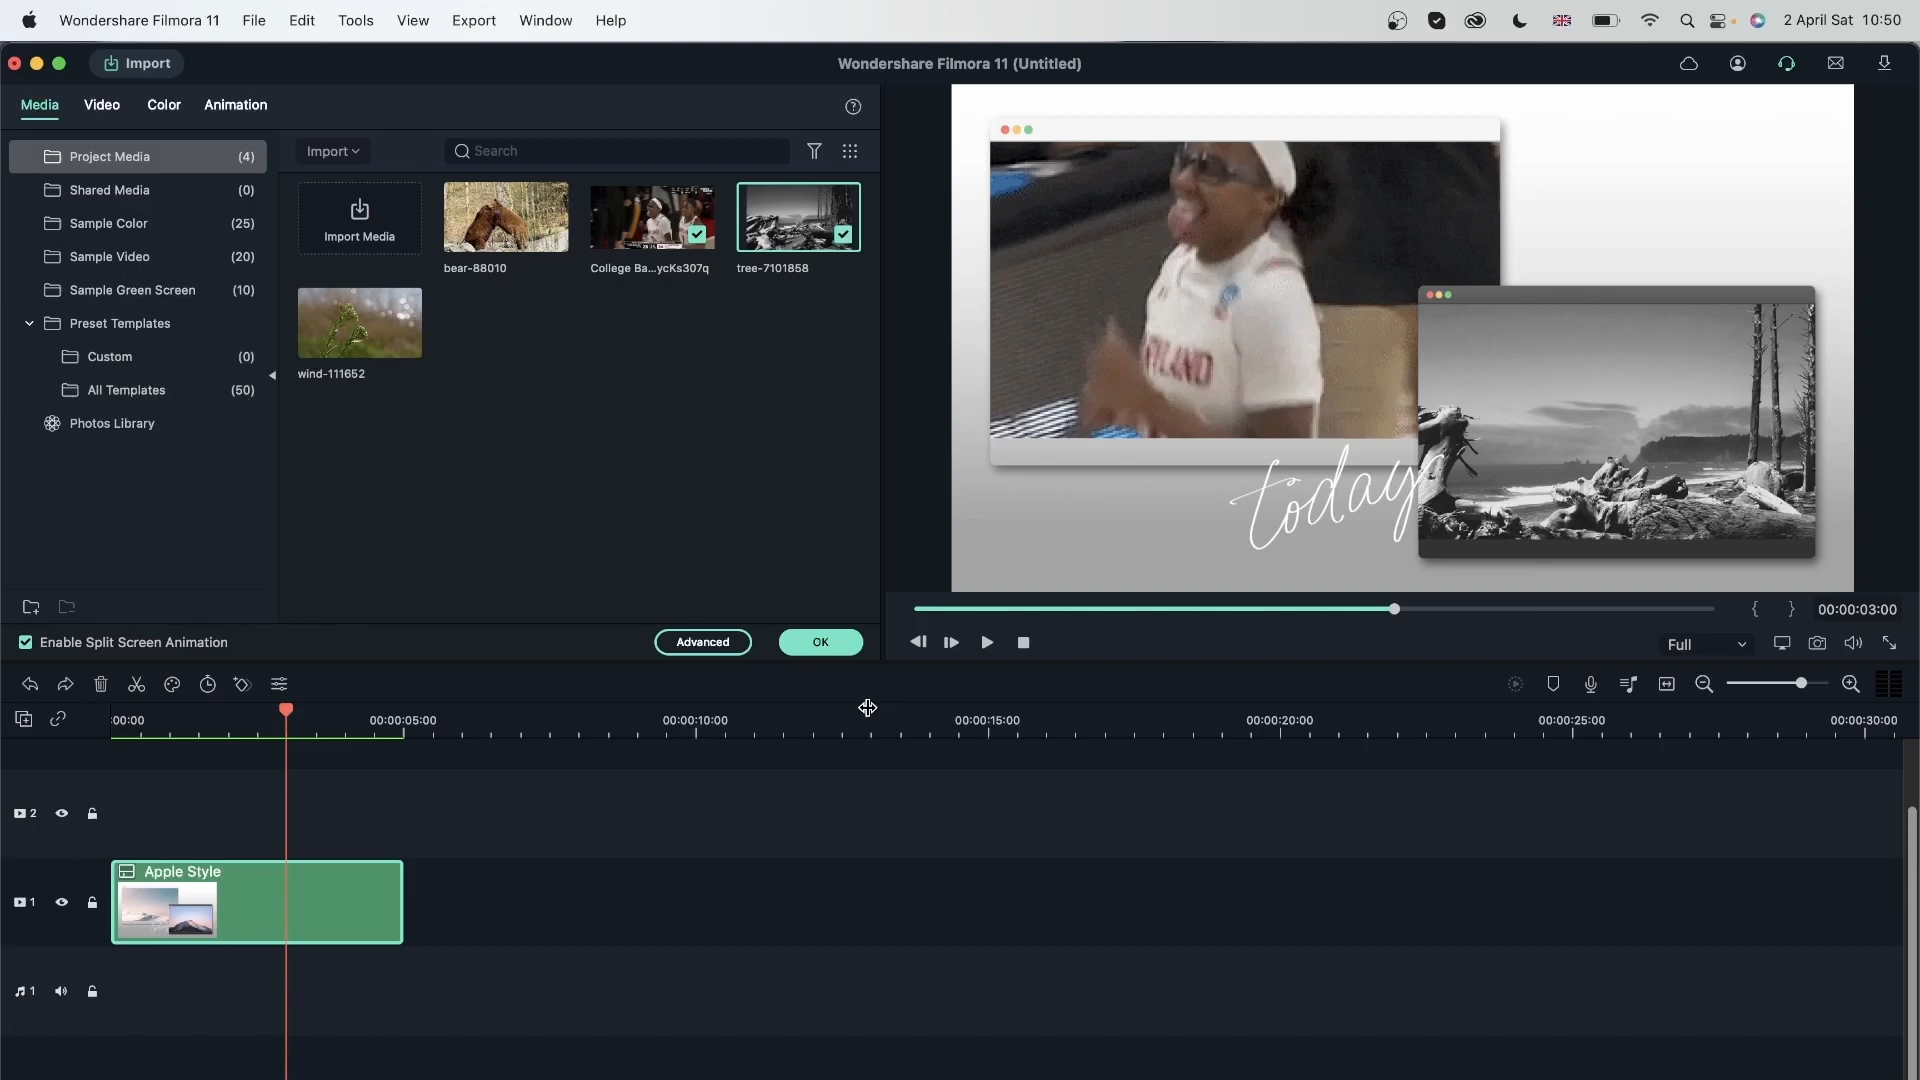 Wondershare Filmora 11 File Edit Tools View Export Window Help 2 April Sat 10:50
Import Wondershare Filmora 11 (Untitled)
Media Video Color Animation
Project Media (4)
Shared Media (0)
Sample Color (25)
Sample Video (20)
Sample Green Screen (10)
Preset Templates
Custom (0)
All Templates (50)
Photos Library
Import Search
Import Media
bear-88010
College Ba...ycKs307q
tree-7101858
wind-111652
today
Enable Split Screen Animation Advanced OK
{ } 00:00:03:00
Full
:00:00 00:00:05:00 00:00:10:00 00:00:15:00 00:00:20:00 00:00:25:00 00:00:30:00
2
Apple Style
1
1